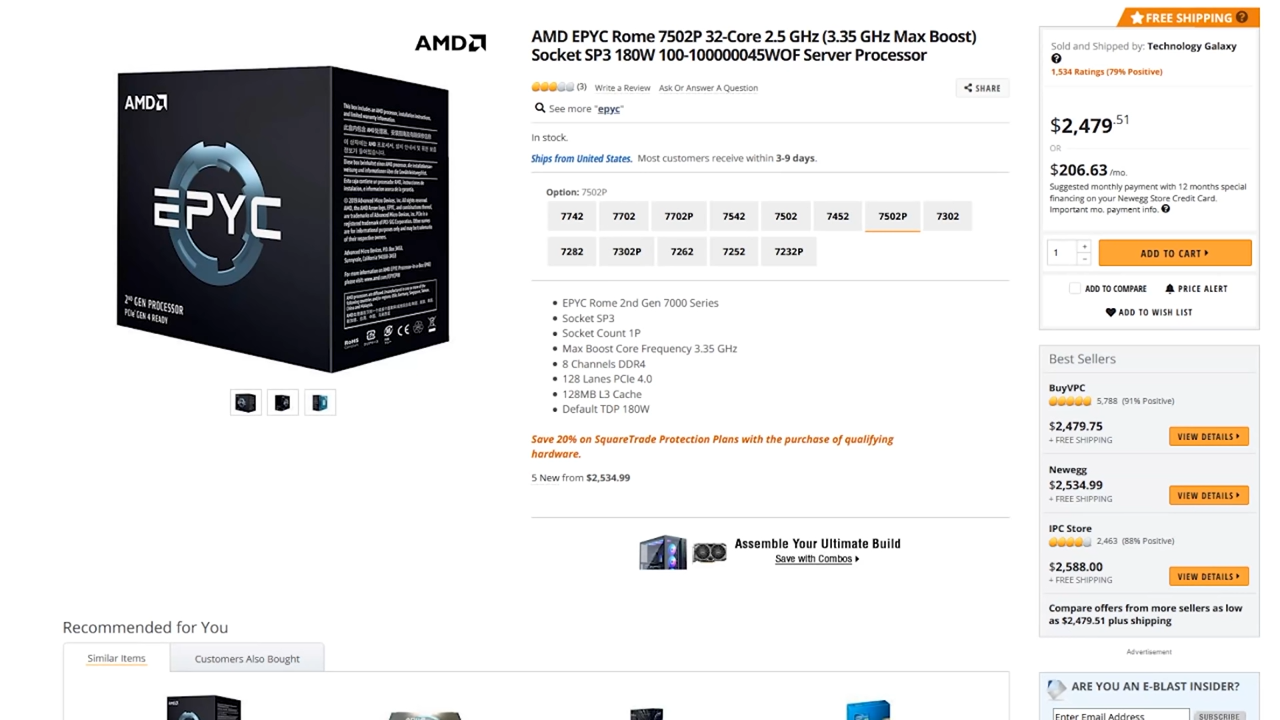 AMD
AMD EPYC Rome 7502P 32-Core 2.5 GHz (3.35 GHz Max Boost)
Socket SP3 180W 100-100000045WOF Server Processor
(3) Write a Review Ask Or Answer A Question
SHARE
See more "epyc"
In stock.
Ships from United States. Most customers receive within 3-9 days.
Option: 7502P
7742 7702 7702P 7542 7502 7452 7502P 7302
7282 7302P 7262 7252 7232P
EPYC Rome 2nd Gen 7000 Series
Socket SP3
Socket Count 1P
Max Boost Core Frequency 3.35 GHz
8 Channels DDR4
128 Lanes PCIe 4.0
128MB L3 Cache
Default TDP 180W
Save 20% on SquareTrade Protection Plans with the purchase of qualifying
hardware.
5 New from $2,534.99
Assemble Your Ultimate Build
Save with Combos
AMD
EPYC
2nd GEN PROCESSOR
PCIe GEN 4 READY
FREE SHIPPING ?
Sold and Shipped by: Technology Galaxy
?
1,534 Ratings (79% Positive)
$2,479.51
OR
$206.63 /mo.
Suggested monthly payment with 12 months special
financing on your Newegg Store Credit Card.
Important mo. payment info. ?
1 + - ADD TO CART
ADD TO COMPARE PRICE ALERT
ADD TO WISH LIST
Best Sellers
BuyVPC
5,788 (91% Positive)
$2,479.75
+ FREE SHIPPING
VIEW DETAILS
Newegg
$2,534.99
+ FREE SHIPPING
VIEW DETAILS
IPC Store
2,463 (88% Positive)
$2,588.00
+ FREE SHIPPING
VIEW DETAILS
Compare offers from more sellers as low
as $2,479.51 plus shipping
Advertisement
ARE YOU AN E-BLAST INSIDER?
Enter Email Address SUBSCRIBE
Recommended for You
Similar Items Customers Also Bought